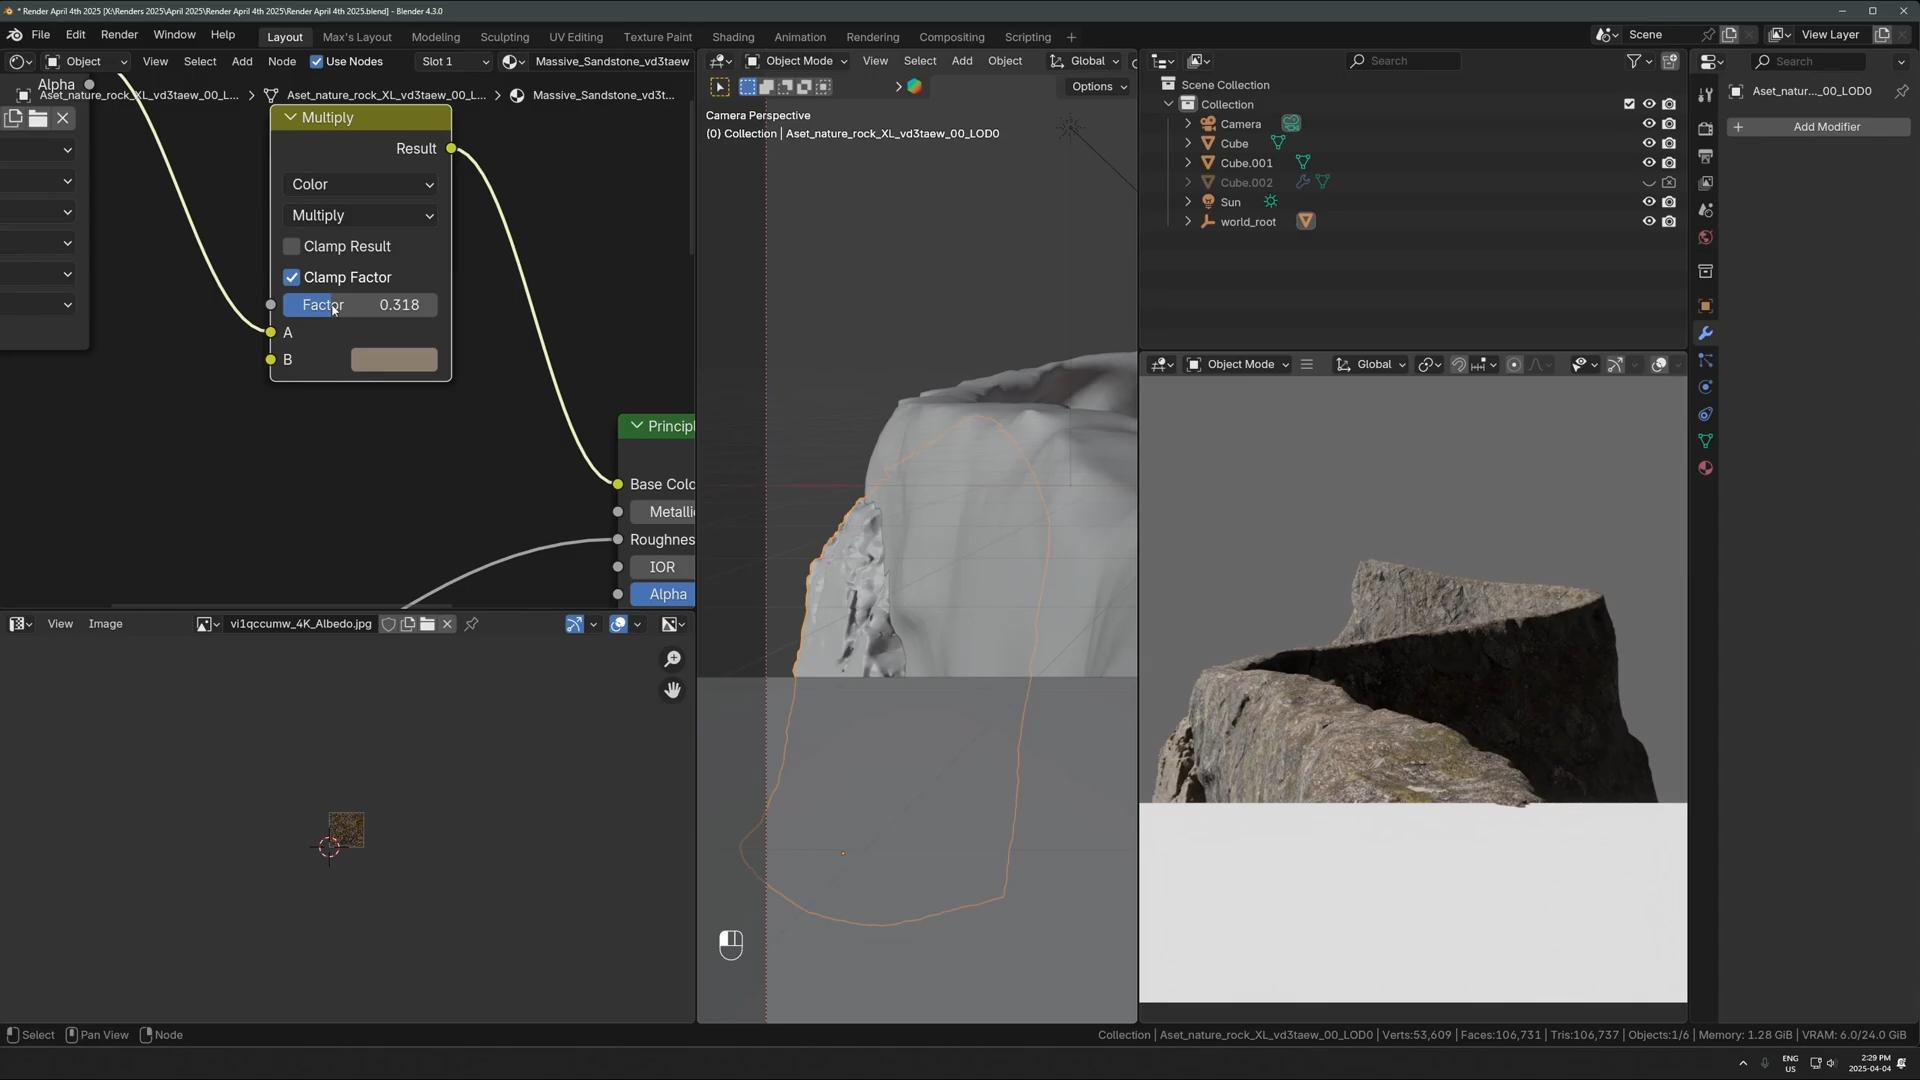 * Render April 4th 2025 [X:\Renders 2025\April 2025\Render April 4th 2025\Render April 4th 2025.blend] - Blender 4.3.0
File Edit Render Window Help Layout Max's Layout Modeling Sculpting UV Editing Texture Paint Shading Animation Rendering Compositing Scripting Scene View Layer
Object View Select Add Node Use Nodes Slot 1 Massive_Sandstone_vd3taew
Object Mode View Select Add Object Global
Search
Search
Alpha
Aset_nature_rock_XL_vd3taew_00_L... Aset_nature_rock_XL_vd3taew_00_L... Massive_Sandstone_vd3t...
Options
Multiply
Result
Color
Multiply
Clamp Result
Clamp Factor
Factor 0.318
A
B
Principl
Base Colo
Metallic
Roughnes
IOR
Alpha
Camera Perspective
(0) Collection | Aset_nature_rock_XL_vd3taew_00_LOD0
Scene Collection
Collection
Camera
Cube
Cube.001
Cube.002
Sun
world_root
Aset_natur..._00_LOD0
Add Modifier
Object Mode Global
View Image vi1qccumw_4K_Albedo.jpg
Select Pan View Node
Collection | Aset_nature_rock_XL_vd3taew_00_LOD0 | Verts:53,609 | Faces:106,731 | Tris:106,737 | Objects:1/6 | Memory: 1.28 GiB | VRAM: 6.0/24.0 GiB
ENG
US
2:29 PM
2025-04-04